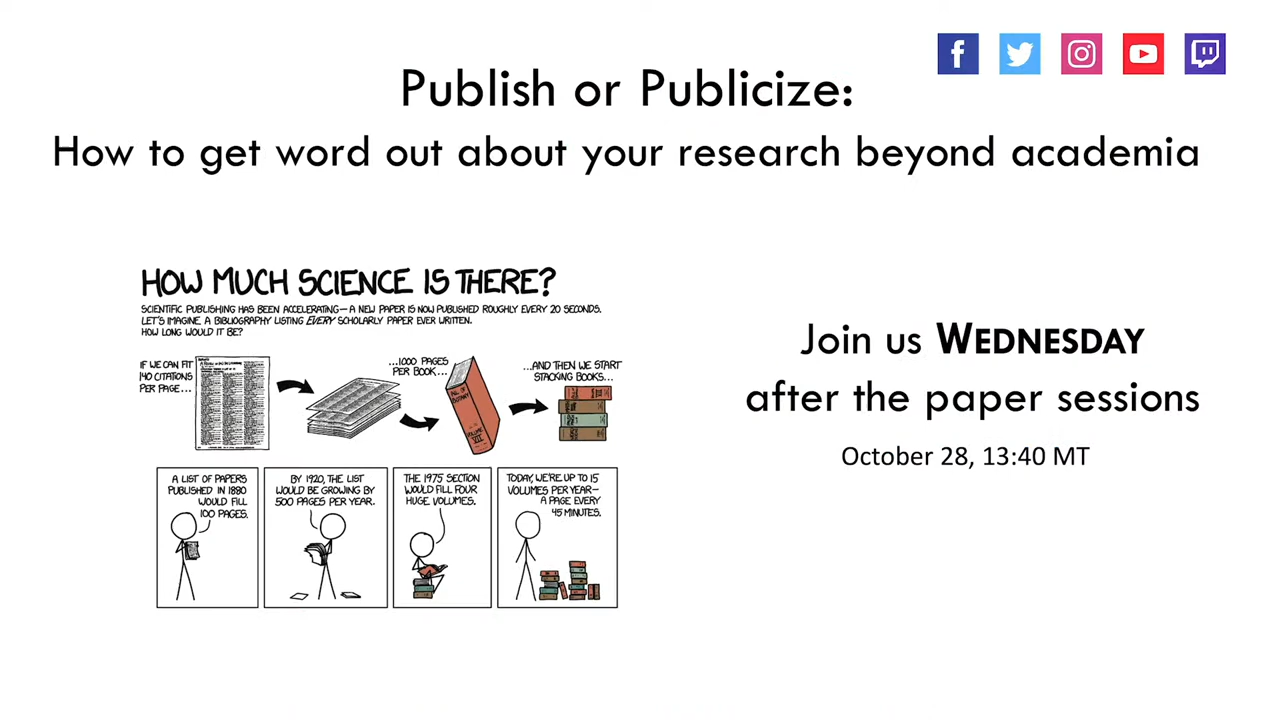 Publish or Publicize:
How to get word out about your research beyond academia
HOW MUCH SCIENCE IS THERE?
SCIENTIFIC PUBLISHING HAS BEEN ACCELERATING—A NEW PAPER IS NOW PUBLISHED ROUGHLY EVERY 20 SECONDS.
LET'S IMAGINE A BIBLIOGRAPHY LISTING EVERY SCHOLARLY PAPER EVER WRITTEN.
HOW LONG WOULD IT BE?
IF WE CAN FIT
140 CITATIONS
PER PAGE...
...1000 PAGES
PER BOOK...
...AND THEN WE START
STACKING BOOKS...
VOLUME
VII
A LIST OF PAPERS
PUBLISHED IN 1880
WOULD FILL
100 PAGES.
BY 1920, THE LIST
WOULD BE GROWING BY
500 PAGES PER YEAR.
THE 1975 SECTION
WOULD FILL FOUR
HUGE VOLUMES.
TODAY, WE'RE UP TO 15
VOLUMES PER YEAR—
A PAGE EVERY
45 MINUTES.
Join us WEDNESDAY
after the paper sessions
October 28, 13:40 MT